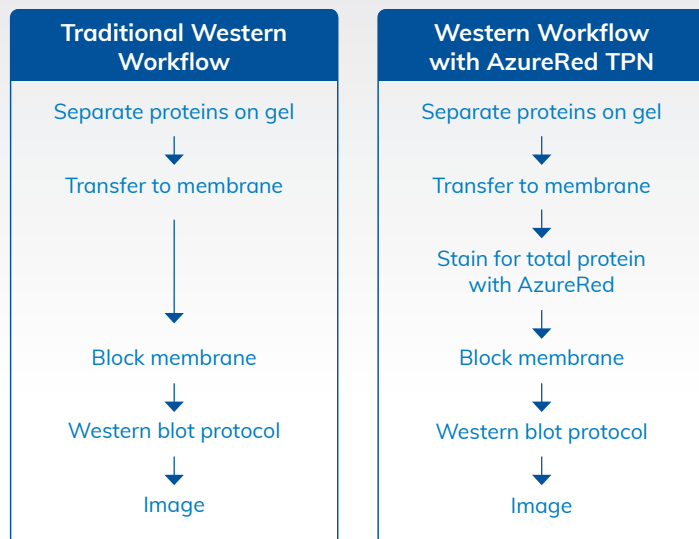 Traditional Western
Workflow
Separate proteins on gel
Transfer to membrane
Block membrane
Western blot protocol
Image
Western Workflow
with AzureRed TPN
Separate proteins on gel
Transfer to membrane
Stain for total protein
with AzureRed
Block membrane
Western blot protocol
Image